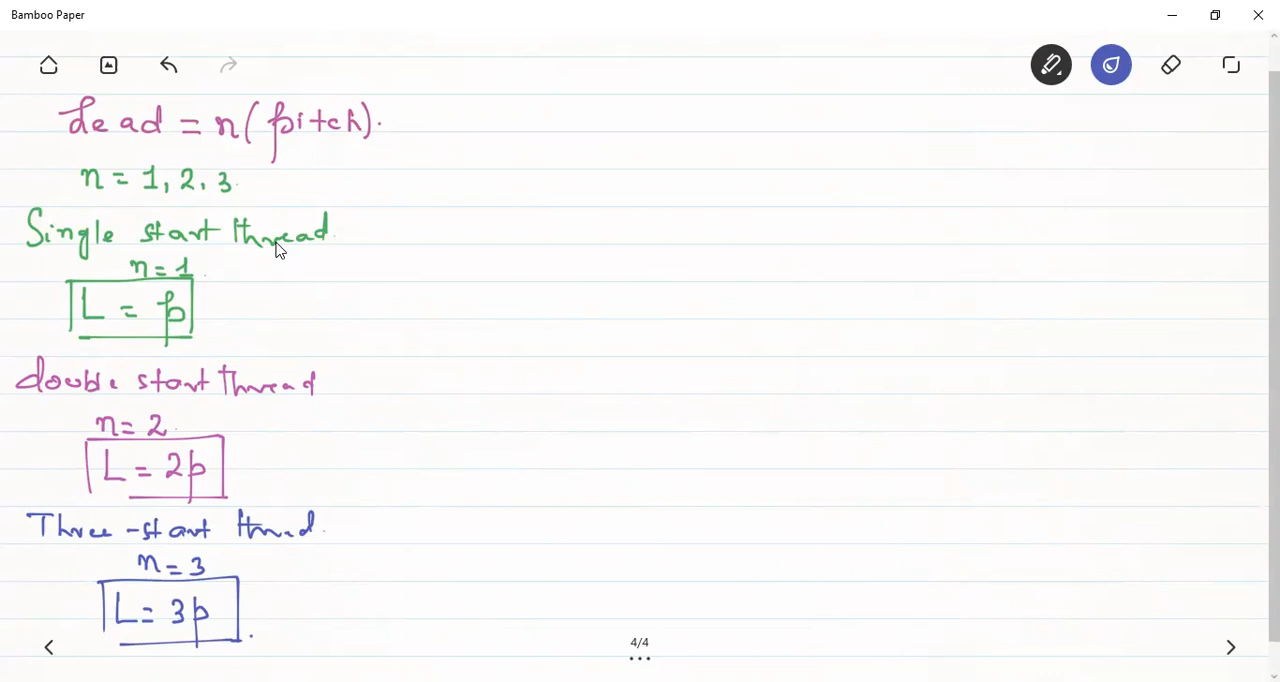 Bamboo Paper
Lead = n(pitch).
n = 1, 2, 3
Single start thread
n = 1
L = p
double start thread
n = 2
L = 2p
Three-start thread
n = 3
L = 3p
4/4